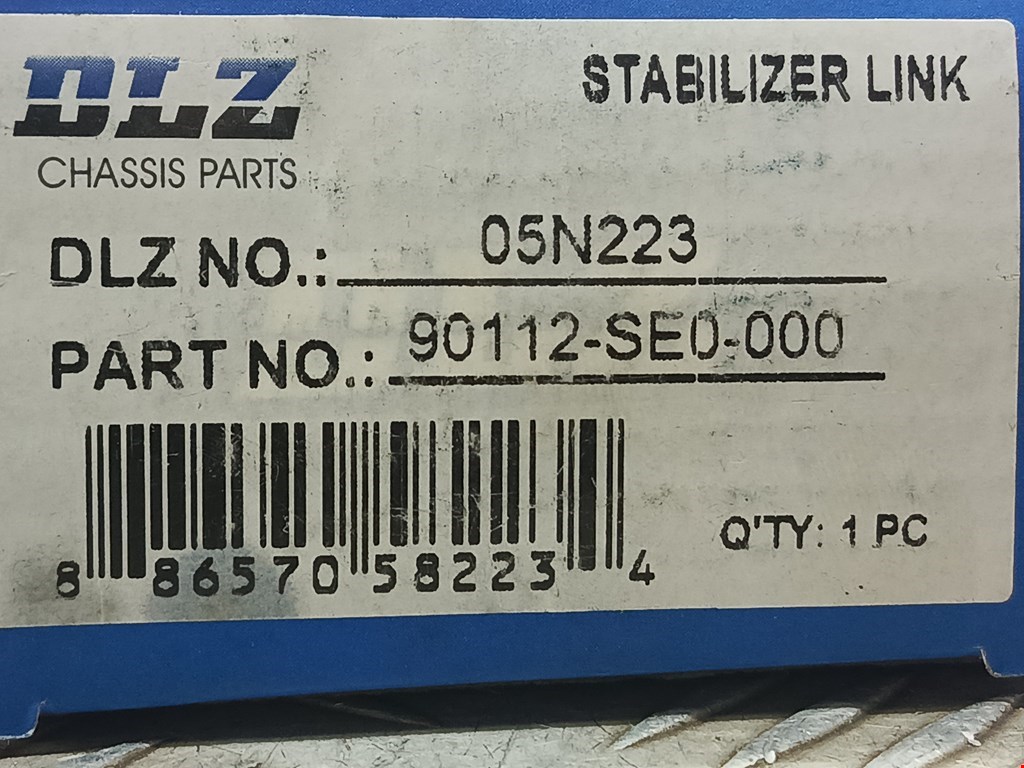 DLZ
CHASSIS PARTS
STABILIZER LINK
DLZ NO.: 05N223
PART NO.: 90112-SE0-000
8 86570 58223 4
Q'TY: 1 PC